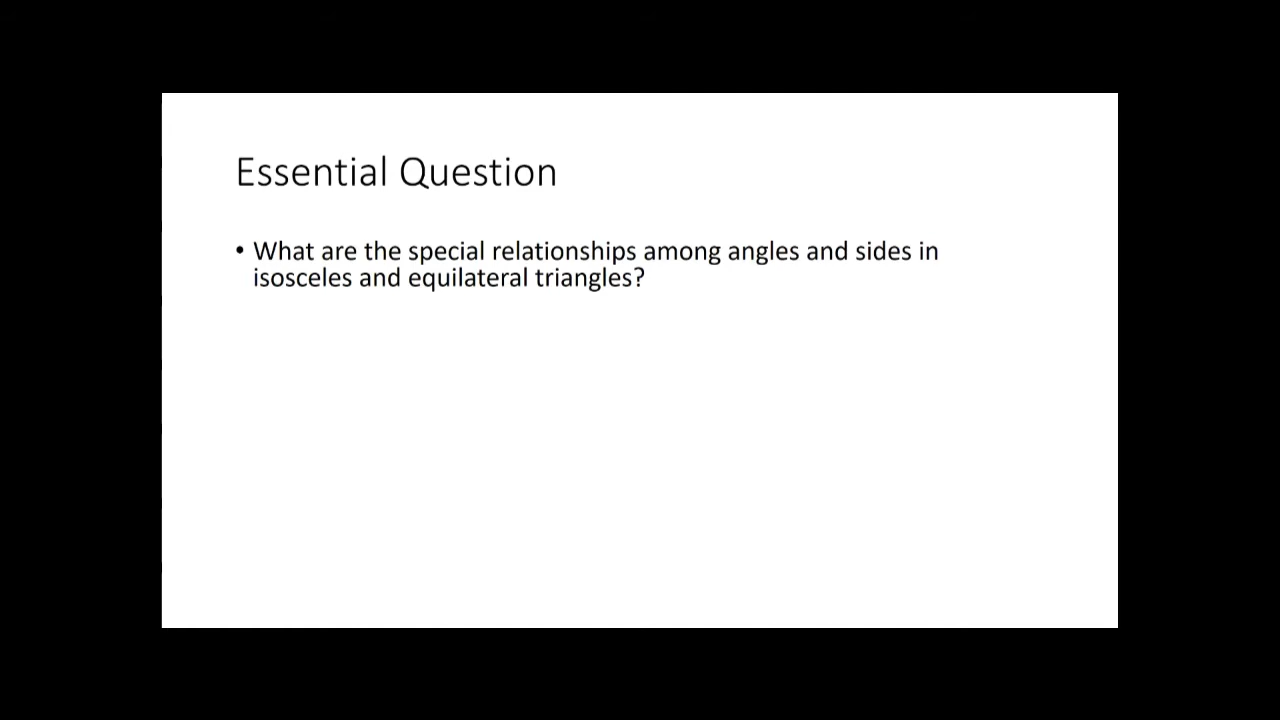 Essential Question
• What are the special relationships among angles and sides in
isosceles and equilateral triangles?